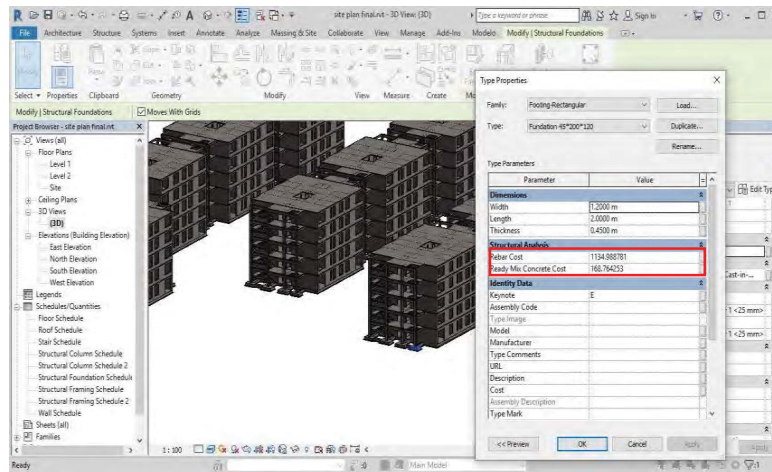 site plan final.rvt - 3D View: {3D}
Type a keyword or phrase
Sign In
File Architecture Structure Systems Insert Annotate Analyze Massing & Site Collaborate View Manage Add-Ins Modelo Modify | Structural Foundations
Select Properties Clipboard Geometry Modify View Measure Create
Modify | Structural Foundations
Moves With Grids
Project Browser - site plan final.rvt
Views (all)
Floor Plans
Level 1
Level 2
Site
Ceiling Plans
3D Views
{3D}
Elevations (Building Elevation)
East Elevation
North Elevation
South Elevation
West Elevation
Legends
Schedules/Quantities
Floor Schedule
Roof Schedule
Stair Schedule
Structural Column Schedule
Structural Column Schedule 2
Structural Foundation Schedule
Structural Framing Schedule
Structural Framing Schedule 2
Wall Schedule
Sheets (all)
Families
Ready
1 : 100
Main Model
Type Properties
Family: Footing-Rectangular Load...
Type: Fundation 45*200*120 Duplicate...
Rename...
Type Parameters
Parameter Value =
Dimensions
Width 1.2000 m
Length 2.0000 m
Thickness 0.4500 m
Structural Analysis
Reber Cost 1134.988781
Ready Mix Concrete Cost 168.764253
Identity Data
Keynote E
Assembly Code
Type Image
Model
Manufacturer
Type Comments
URL
Description
Cost
Assembly Description
Type Mark
<< Preview OK Cancel Apply
Edit Typ
Cast-in-...
1 <25 mm>
1 <25 mm>
Apply